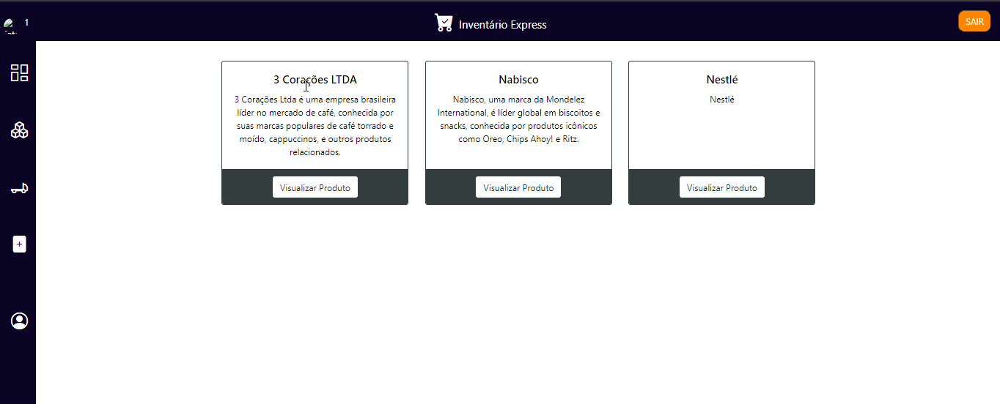 1
Inventário Express
SAIR
3 Corações LTDA
3 Corações Ltda é uma empresa brasileira
líder no mercado de café, conhecida por
suas marcas populares de café torrado e
moído, cappuccinos, e outros produtos
relacionados.
Visualizar Produto
Nabisco
Nabisco, uma marca da Mondelez
International, é líder global em biscoitos e
snacks, conhecida por produtos icônicos
como Oreo, Chips Ahoy! e Ritz.
Visualizar Produto
Nestlé
Nestlé
Visualizar Produto